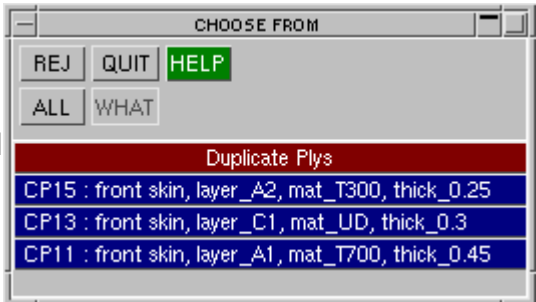 CHOOSE FROM
REJ QUIT HELP
ALL WHAT
Duplicate Plys
CP15 : front skin, layer_A2, mat_T300, thick_0.25
CP13 : front skin, layer_C1, mat_UD, thick_0.3
CP11 : front skin, layer_A1, mat_T700, thick_0.45